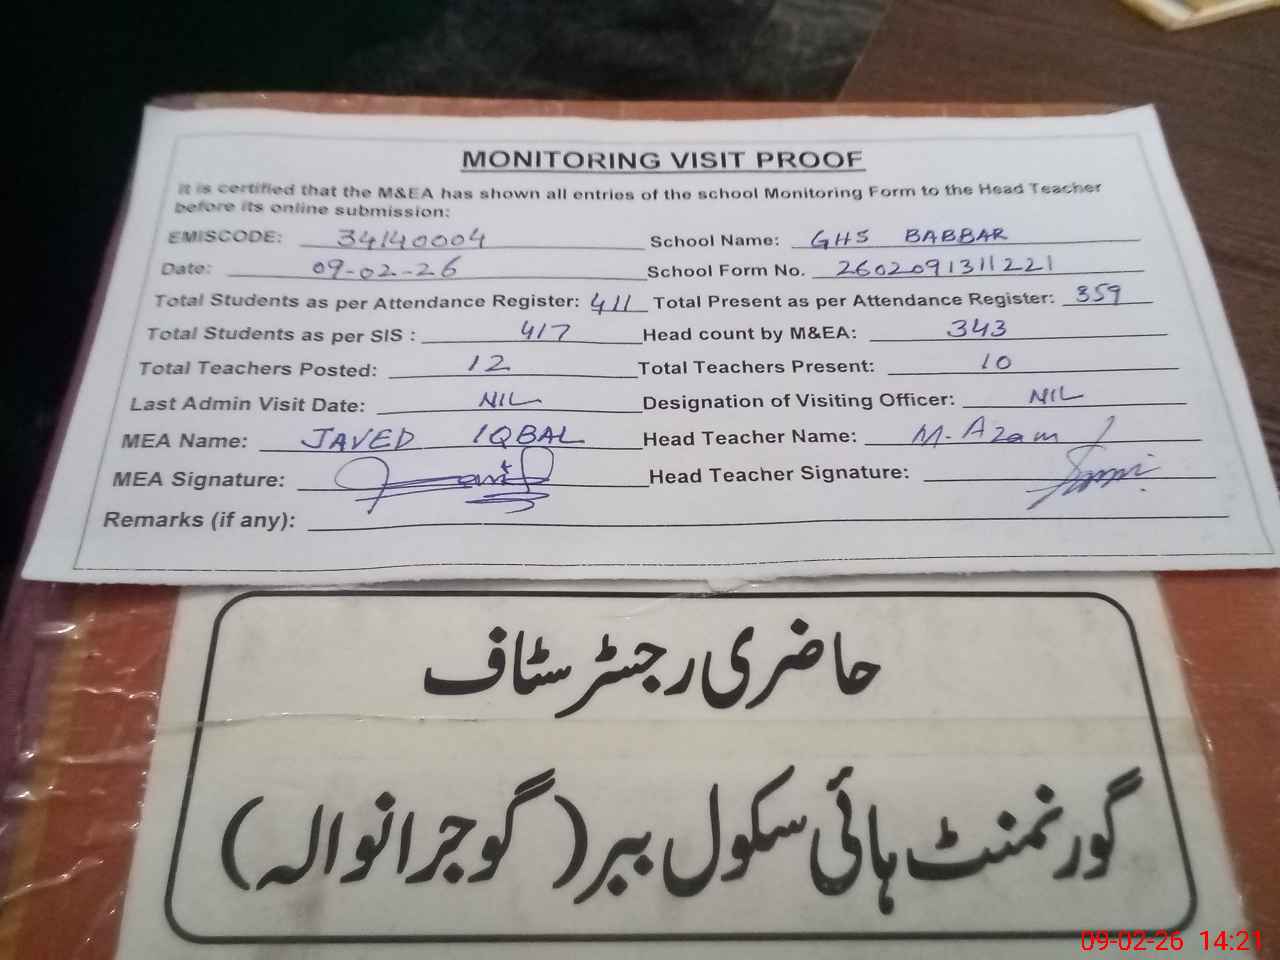 MONITORING VISIT PROOF
It is certified that the M&EA has shown all entries of the school Monitoring Form to the Head Teacher
before its online submission:
EMISCODE: 34140004 School Name: GHS BABBAR
Date: 09-02-26 School Form No. 2602091311221
Total Students as per Attendance Register: 411 Total Present as per Attendance Register: 359
Total Students as per SIS : 417 Head count by M&EA: 343
Total Teachers Posted: 12 Total Teachers Present: 10
Last Admin Visit Date: NIL Designation of Visiting Officer: NIL
MEA Name: JAVED IQBAL Head Teacher Name: M. Azam
MEA Signature: Head Teacher Signature:
Remarks (if any):
حاضری رجسٹر سٹاف
گورنمنٹ ہائی سکول ببر (گوجرانوالہ)
09-02-26 14:21